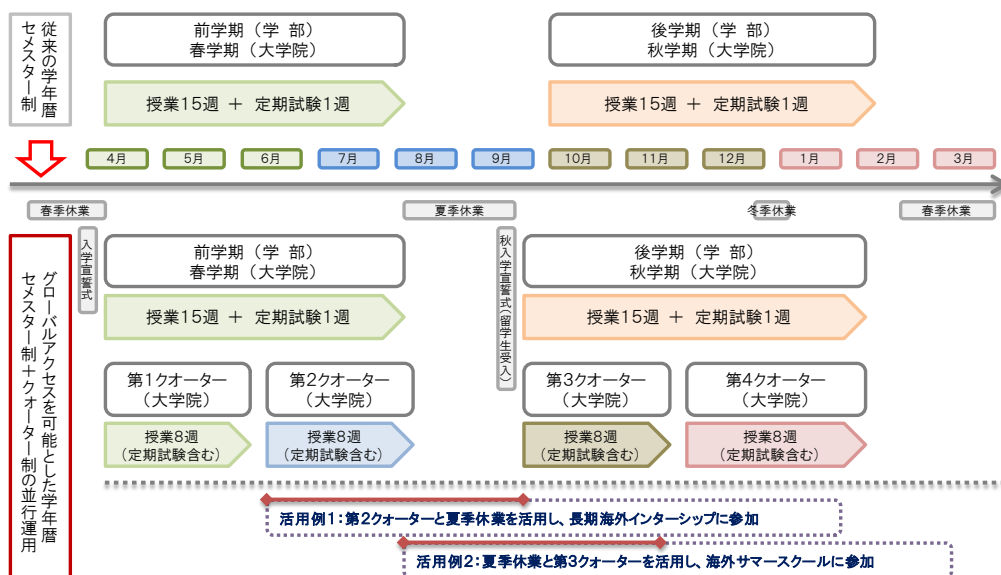 従来の学年暦
セメスター制
前学期（学 部）
春学期（大学院）
後学期（学 部）
秋学期（大学院）
授業15週 ＋ 定期試験1週
授業15週 ＋ 定期試験1週
4月
5月
6月
7月
8月
9月
10月
11月
12月
1月
2月
3月
春季休業
夏季休業
冬季休業
春季休業
グローバルアクセスを可能とした学年暦
セメスター制＋クォーター制の並行運用
入学宣誓式
前学期（学 部）
春学期（大学院）
秋入学宣誓式（留学生受入）
後学期（学 部）
秋学期（大学院）
授業15週 ＋ 定期試験1週
授業15週 ＋ 定期試験1週
第1クオーター
（大学院）
第2クオーター
（大学院）
第3クオーター
（大学院）
第4クオーター
（大学院）
授業8週
（定期試験含む）
授業8週
（定期試験含む）
授業8週
（定期試験含む）
授業8週
（定期試験含む）
活用例1：第2クォーターと夏季休業を活用し、長期海外インターシップに参加
活用例2：夏季休業と第3クォーターを活用し、海外サマースクールに参加